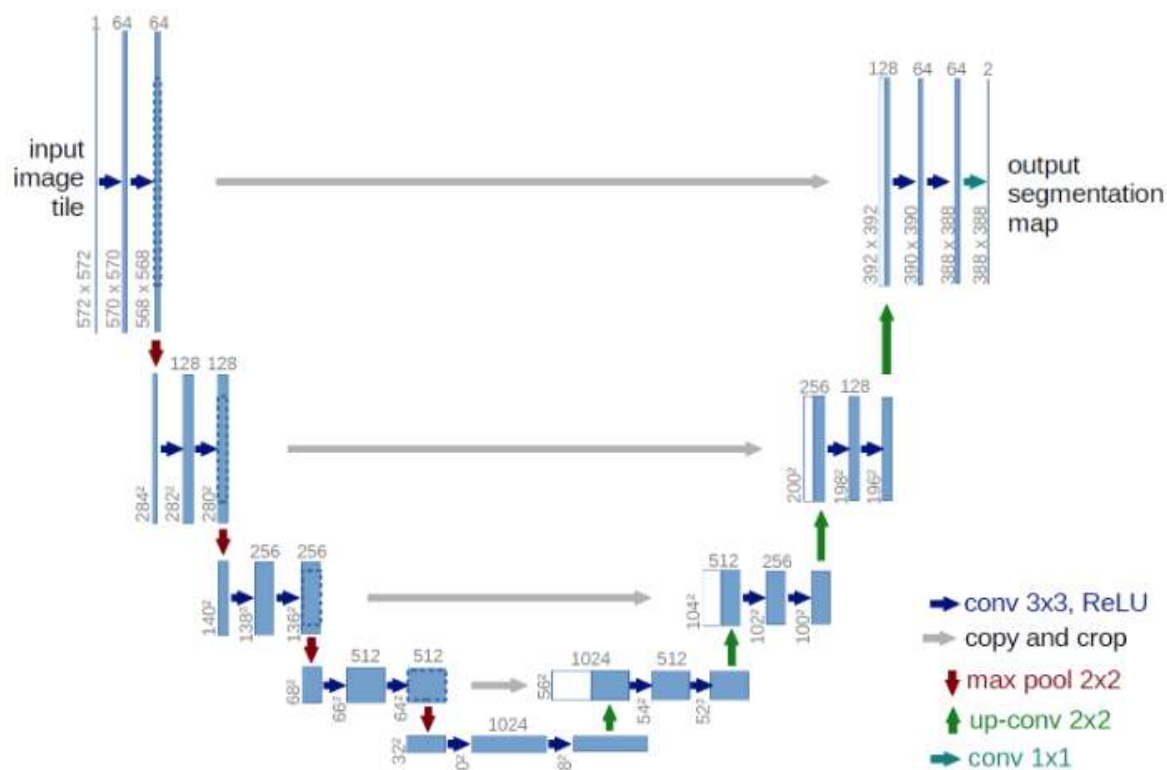 1 64 64
128 64 64 2
input
image
tile
output
segmentation
map
572 x 572
570 x 570
568 x 568
392 x 392
390 x 390
388 x 388
388 x 388
128 128
256 128
284²
282²
280²
200²
198²
196²
256 256
512 256
140²
138²
136²
104²
102²
100²
conv 3x3, ReLU
copy and crop
max pool 2x2
up-conv 2x2
conv 1x1
512 512
1024 512
68²
66²
64²
56²
54²
52²
1024
32²
0²
8²